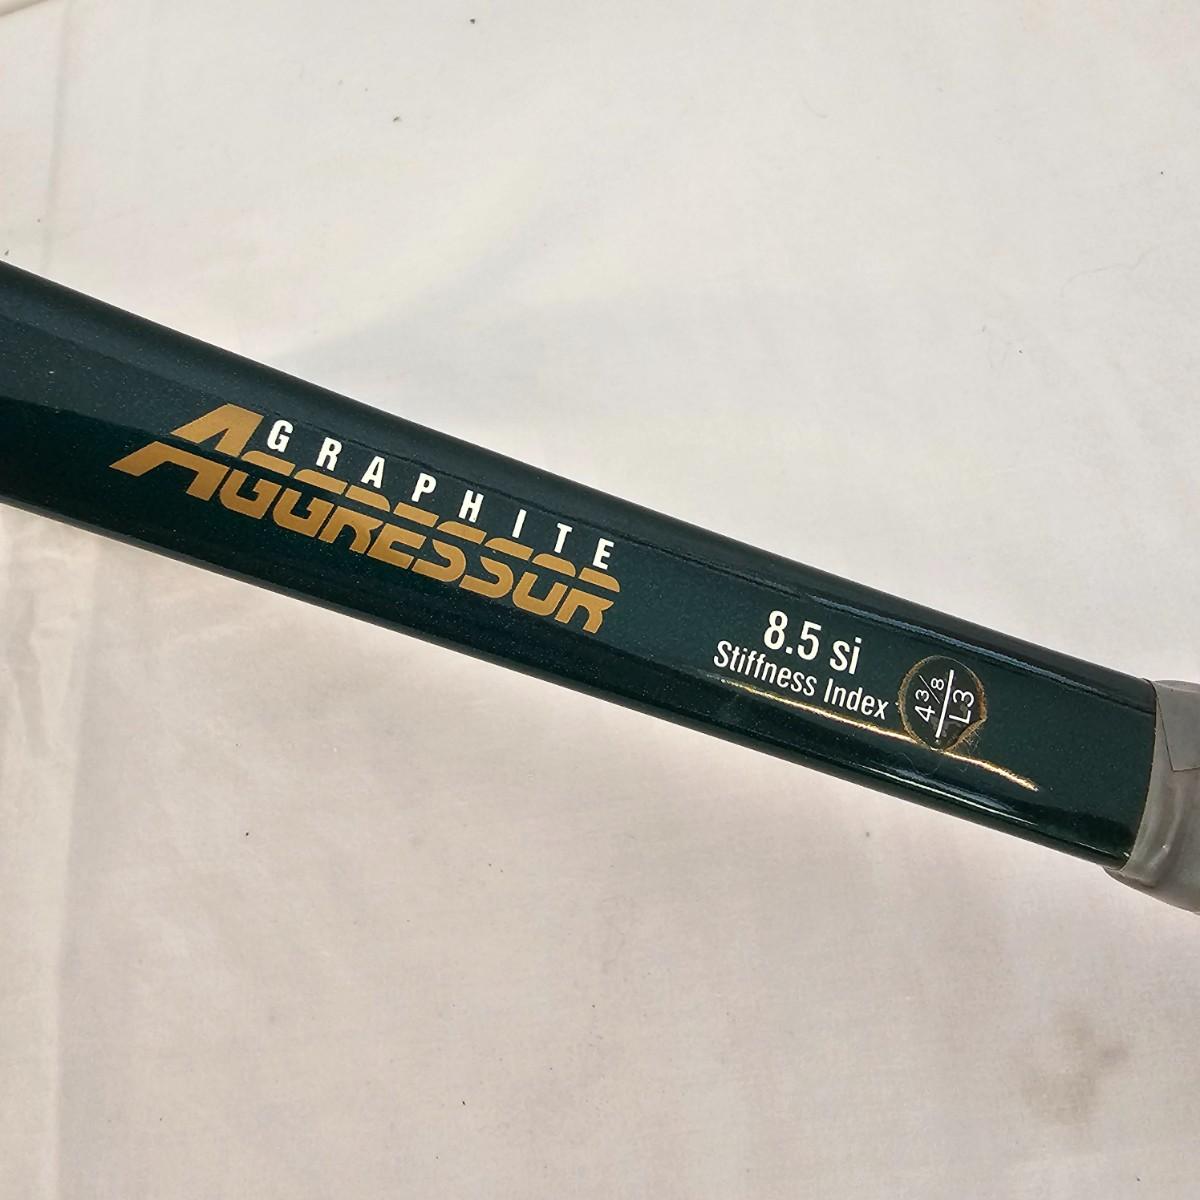 GRAPHITE
AGGRESSOR
8.5 si
Stiffness Index
4 3/8
L3